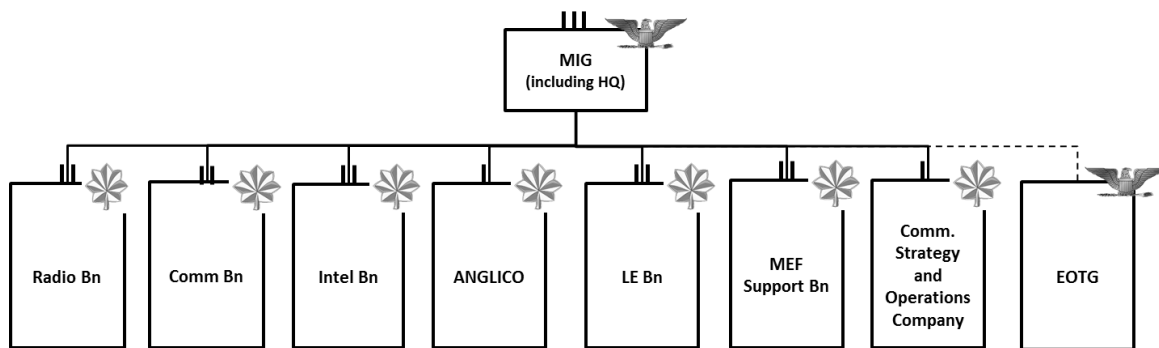 MIG
(including HQ)
Radio Bn
Comm Bn
Intel Bn
ANGLICO
LE Bn
MEF
Support Bn
Comm.
Strategy
and
Operations
Company
EOTG